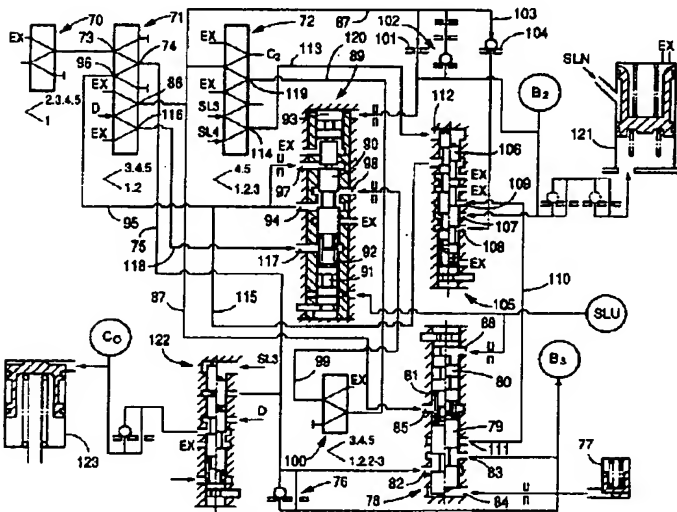 70 71 72 87 103
EX 73 74 EX C2 113 120 101 102 104
96 86 EX 89
EX 93 SLN EX
2.3.4.5 D SL3 119 112 B2
1 EX 116 SL4 114 EX 90 98 106 121
3.4.5 4.5 97 EX
1.2 1.2.3 94 EX 109
95 EX 107
75 118 117 92 108
91 EX 110
87 115 105
C0 122 SL3 99 88 SLU
EX 81 80 B3
D 85 79
EX 3.4.5 111 77
123 100 1.2.2-3 82 83
76 78 84